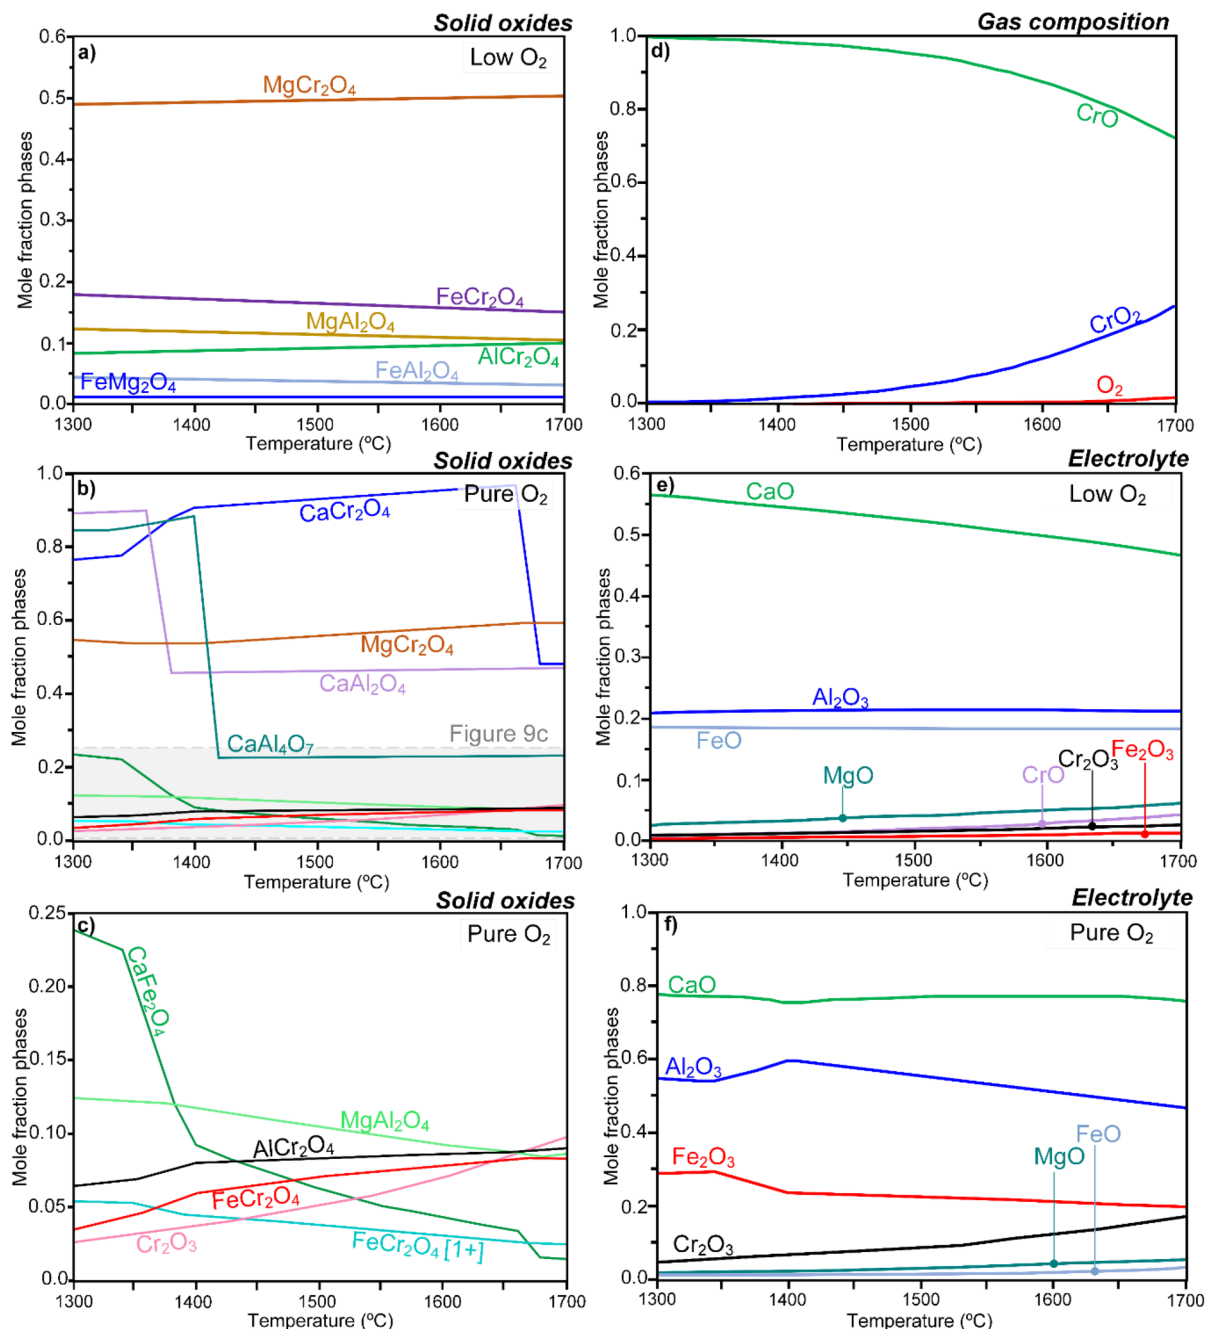 Solid oxides
a)
Low O₂
0.6
0.5
0.4
0.3
0.2
0.1
0.0
Mole fraction phases
MgCr₂O₄
FeCr₂O₄
MgAl₂O₄
AlCr₂O₄
FeAl₂O₄
FeMg₂O₄
1300 1400 1500 1600 1700
Temperature (ºC)
Solid oxides
b)
Pure O₂
1.0
0.8
0.6
0.4
0.2
0.0
Mole fraction phases
CaCr₂O₄
MgCr₂O₄
CaAl₂O₄
Figure 9c
CaAl₄O₇
1300 1400 1500 1600 1700
Temperature (ºC)
Solid oxides
c)
Pure O₂
0.25
0.20
0.15
0.10
0.05
0.0
Mole fraction phases
CaFe₂O₄
MgAl₂O₄
AlCr₂O₄
FeCr₂O₄
Cr₂O₃
FeCr₂O₄ [1+]
1300 1400 1500 1600 1700
Temperature (ºC)
Gas composition
d)
1.0
0.8
0.6
0.4
0.2
0.0
Mole fraction phases
CrO
CrO₂
O₂
1300 1400 1500 1600 1700
Temperature (ºC)
Electrolyte
e)
Low O₂
0.6
0.5
0.4
0.3
0.2
0.1
0.0
Mole fraction phases
CaO
Al₂O₃
FeO
MgO
CrO
Cr₂O₃
Fe₂O₃
1300 1400 1500 1600 1700
Temperature (ºC)
Electrolyte
f)
Pure O₂
1.0
0.8
0.6
0.4
0.2
0.0
Mole fraction phases
CaO
Al₂O₃
Fe₂O₃
FeO
MgO
Cr₂O₃
1300 1400 1500 1600 1700
Temperature (ºC)